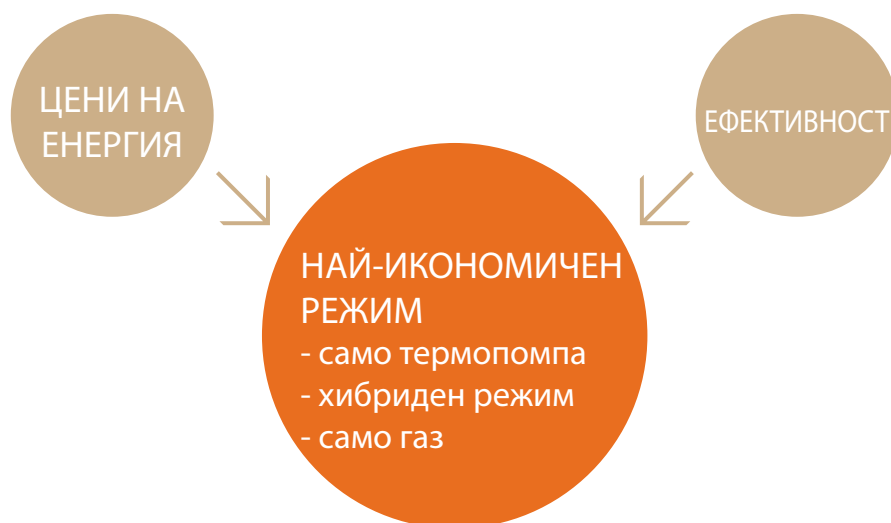 ЦЕНИ НА
ЕНЕРГИЯ
ЕФЕКТИВНОСТ
НАЙ-ИКОНОМИЧЕН
РЕЖИМ
- само термопомпа
- хибриден режим
- само газ